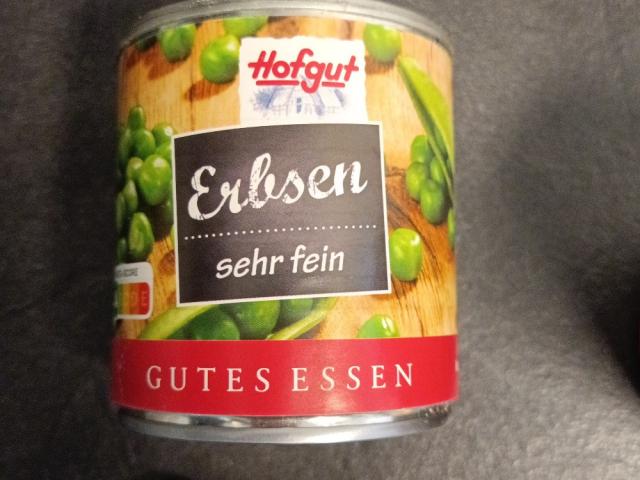 Hofgut
Erbsen
sehr fein
D E
GUTES ESSEN